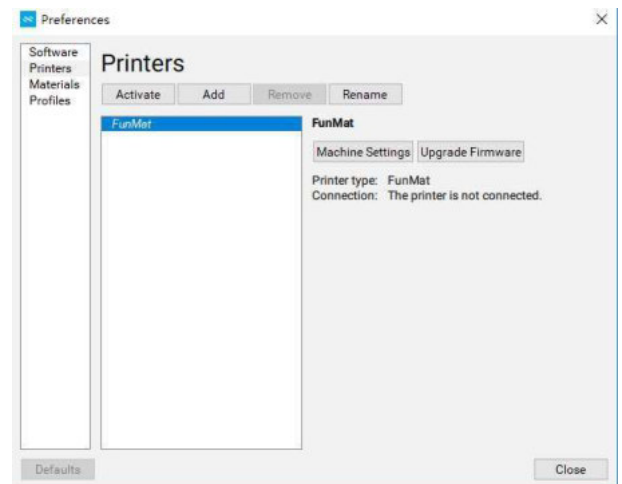 Preferences
Software
Printers
Materials
Profiles
Printers
Activate Add Remove Rename
FunMat
FunMat
Machine Settings Upgrade Firmware
Printer type: FunMat
Connection: The printer is not connected.
Defaults Close